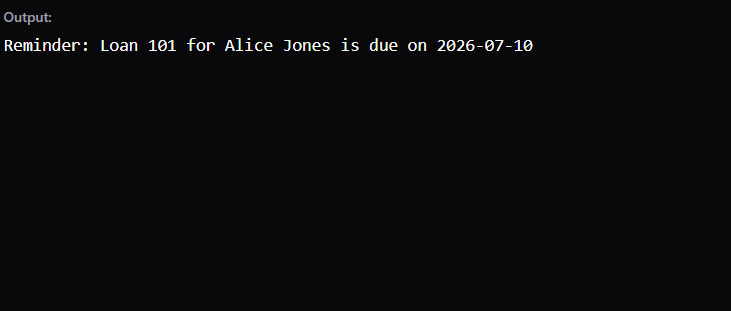 Output:
Reminder: Loan 101 for Alice Jones is due on 2026-07-10